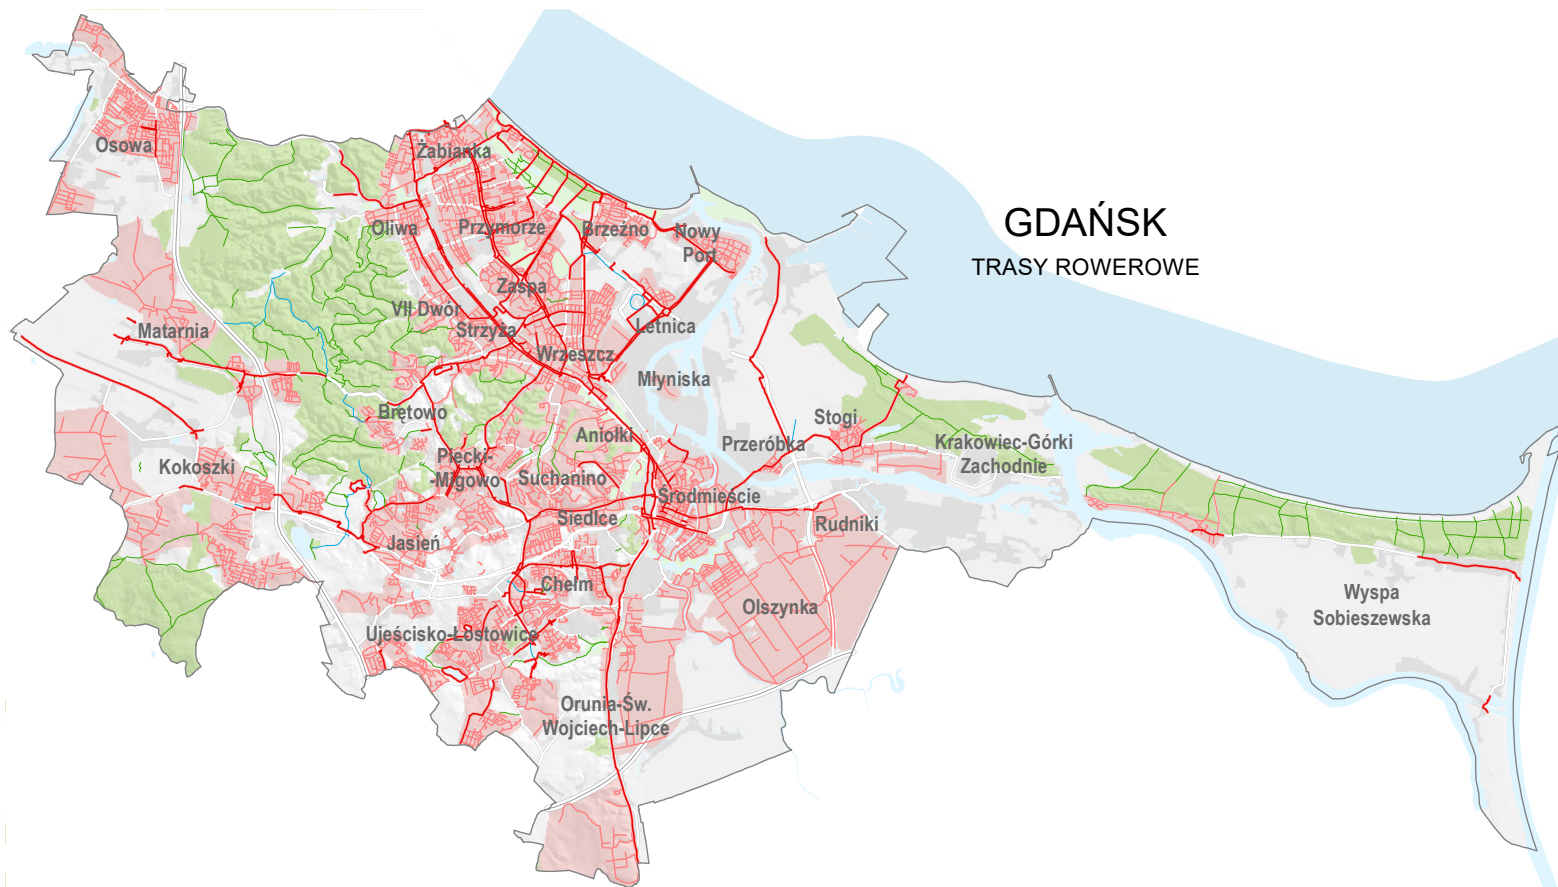 GDAŃSK
TRASY ROWEROWE
Osowa
Żabianka
Oliwa
Przymorze
Brzeźno
Nowy
Port
Zaspa
VII Dwór
Strzyża
Letnica
Matarnia
Wrzeszcz
Młyniska
Brętowo
Stogi
Aniołki
Przeróbka
Krakowiec-Górki
Zachodnie
Kokoszki
Piecki-
-Migowo
Suchanino
Śródmieście
Siedlce
Rudniki
Jasień
Chełm
Olszynka
Wyspa
Sobieszewska
Ujeścisko-Łostowice
Orunia-Św.
Wojciech-Lipce